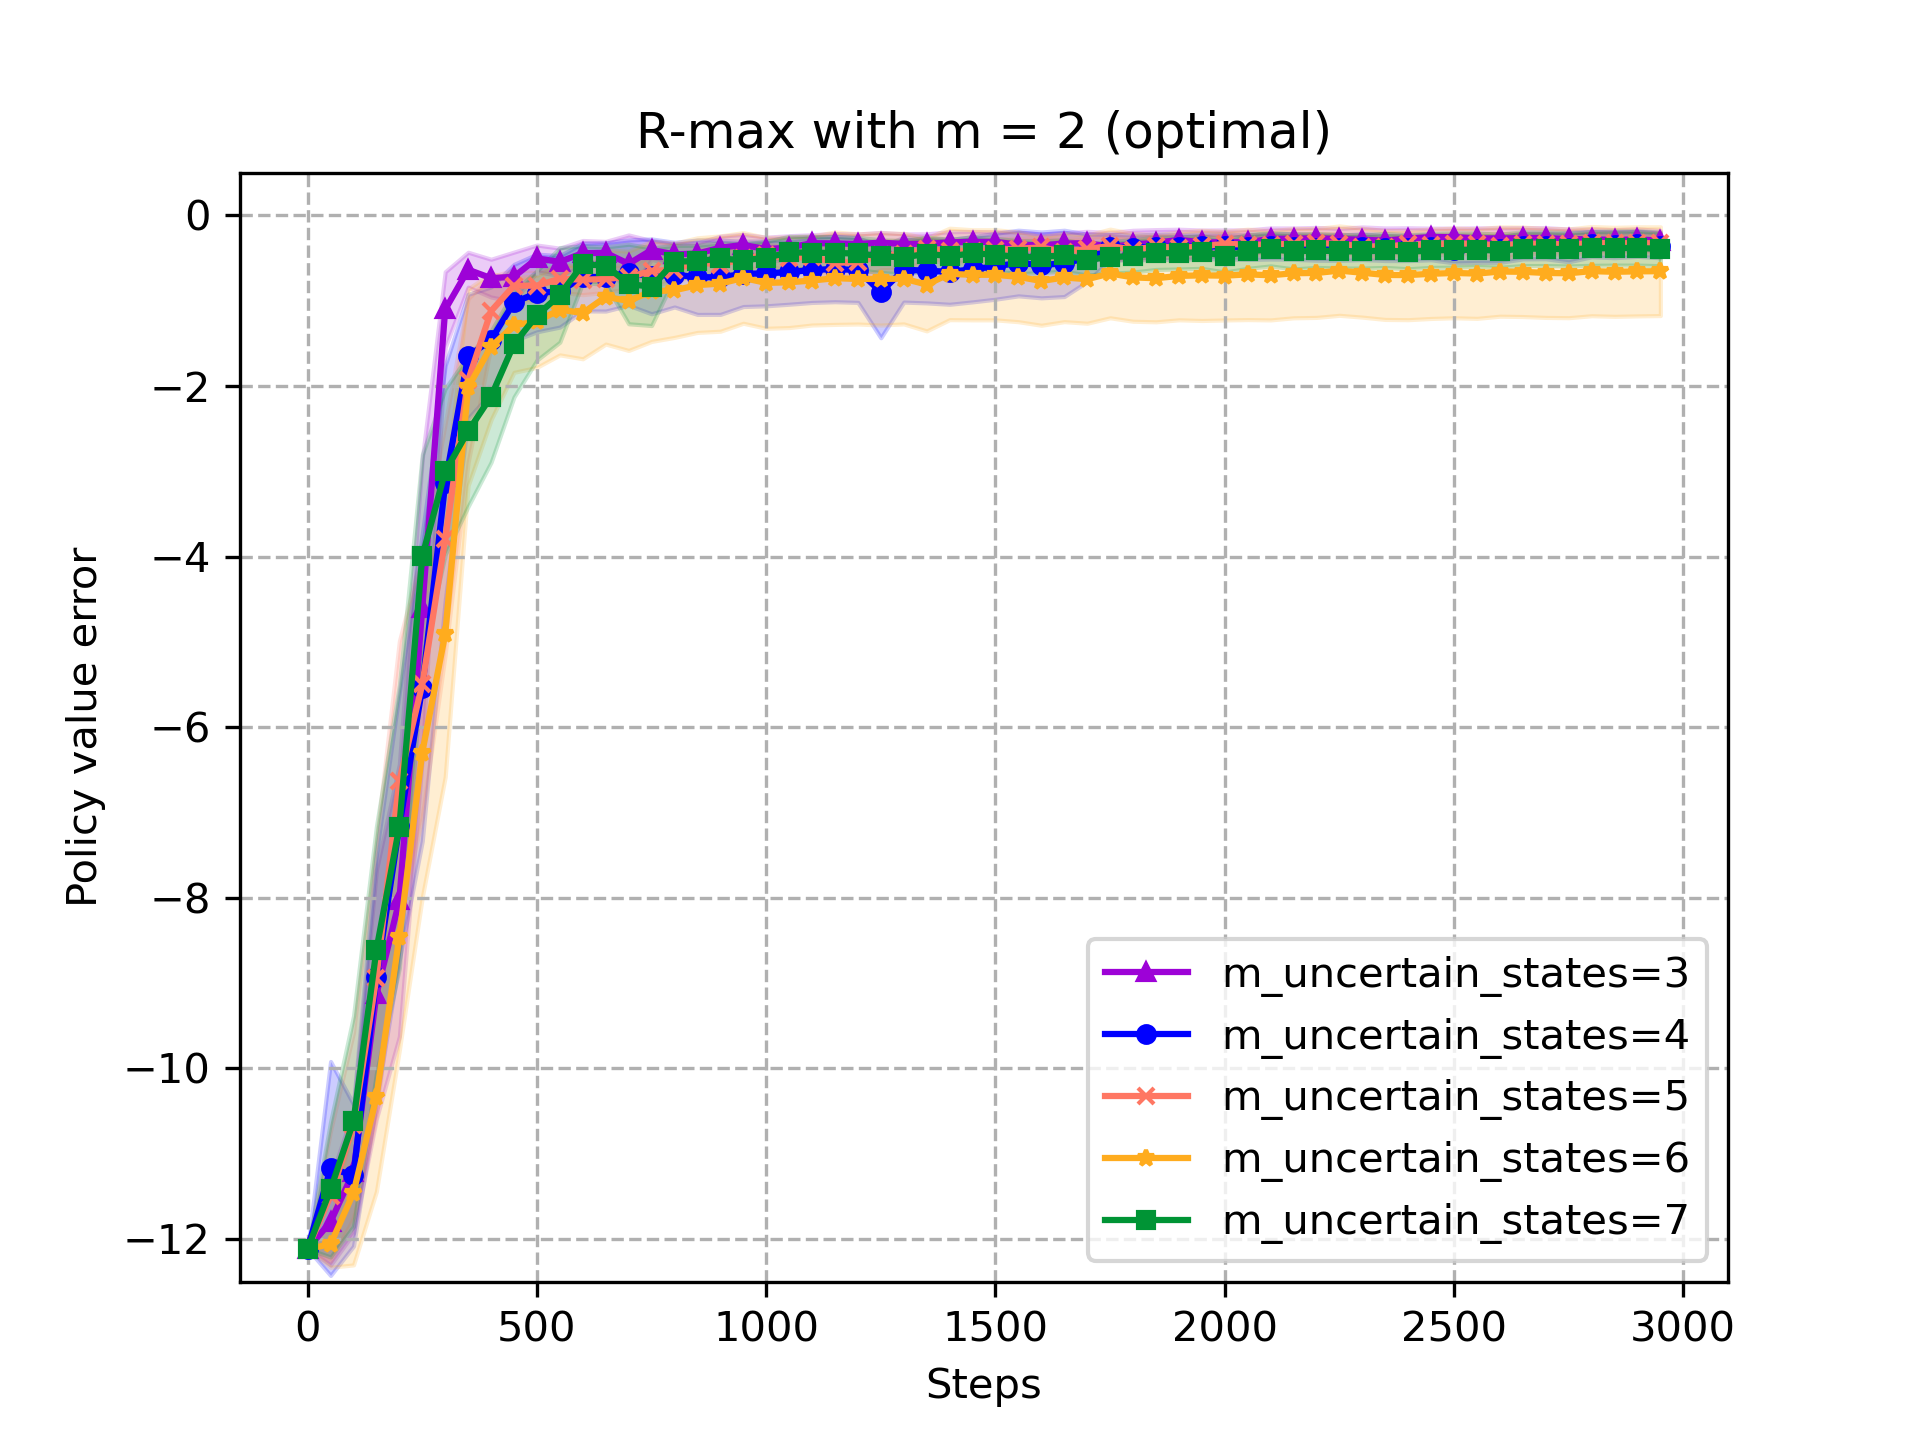 R-max with m = 2 (optimal)
Policy value error
0
−2
−4
−6
−8
−10
−12
m_uncertain_states=3
m_uncertain_states=4
m_uncertain_states=5
m_uncertain_states=6
m_uncertain_states=7
0 500 1000 1500 2000 2500 3000
Steps